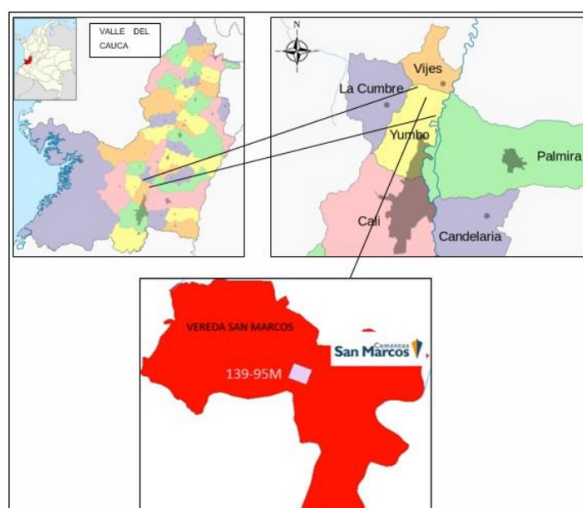 VALLE DEL
CAUCA
N
Vijes
La Cumbre
Yumbo
Palmira
Cali
Candelaria
VEREDA SAN MARCOS
Cementos
San Marcos
139-95M